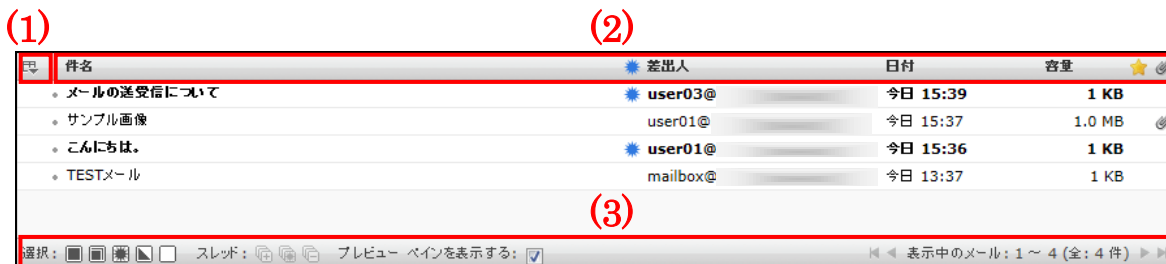 (1) (2)
件名 差出人 日付 容量
メールの送受信について user03@ 今日 15:39 1 KB
サンプル画像 user01@ 今日 15:37 1.0 MB
こんにちは。 user01@ 今日 15:36 1 KB
TESTメール mailbox@ 今日 13:37 1 KB
(3)
選択: スレッド: プレビュー ペインを表示する: 表示中のメール: 1 ～ 4 (全: 4 件)